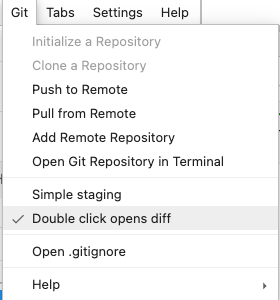 Git Tabs Settings Help
Initialize a Repository
Clone a Repository
Push to Remote
Pull from Remote
Add Remote Repository
Open Git Repository in Terminal
Simple staging
Double click opens diff
Open .gitignore
Help